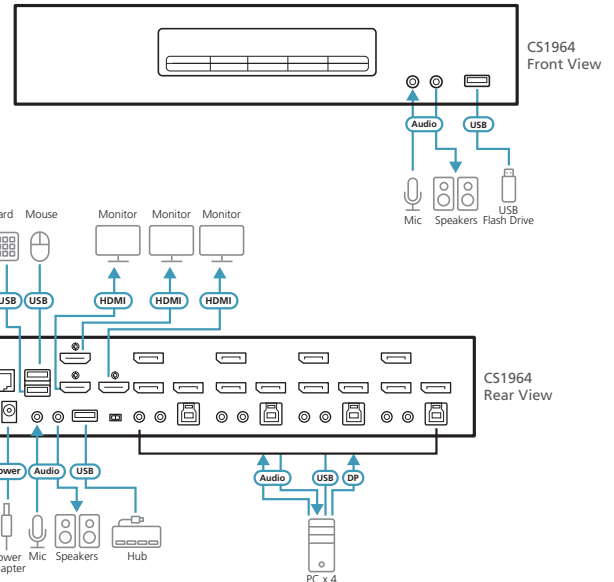 CS1964
Front View
Audio
USB
Mic
Speakers
USB
Flash Drive
Mouse
Monitor
Monitor
Monitor
USB
USB
HDMI
HDMI
HDMI
CS1964
Rear View
Audio
USB
Audio
USB
DP
Mic
Speakers
Hub
PC x 4